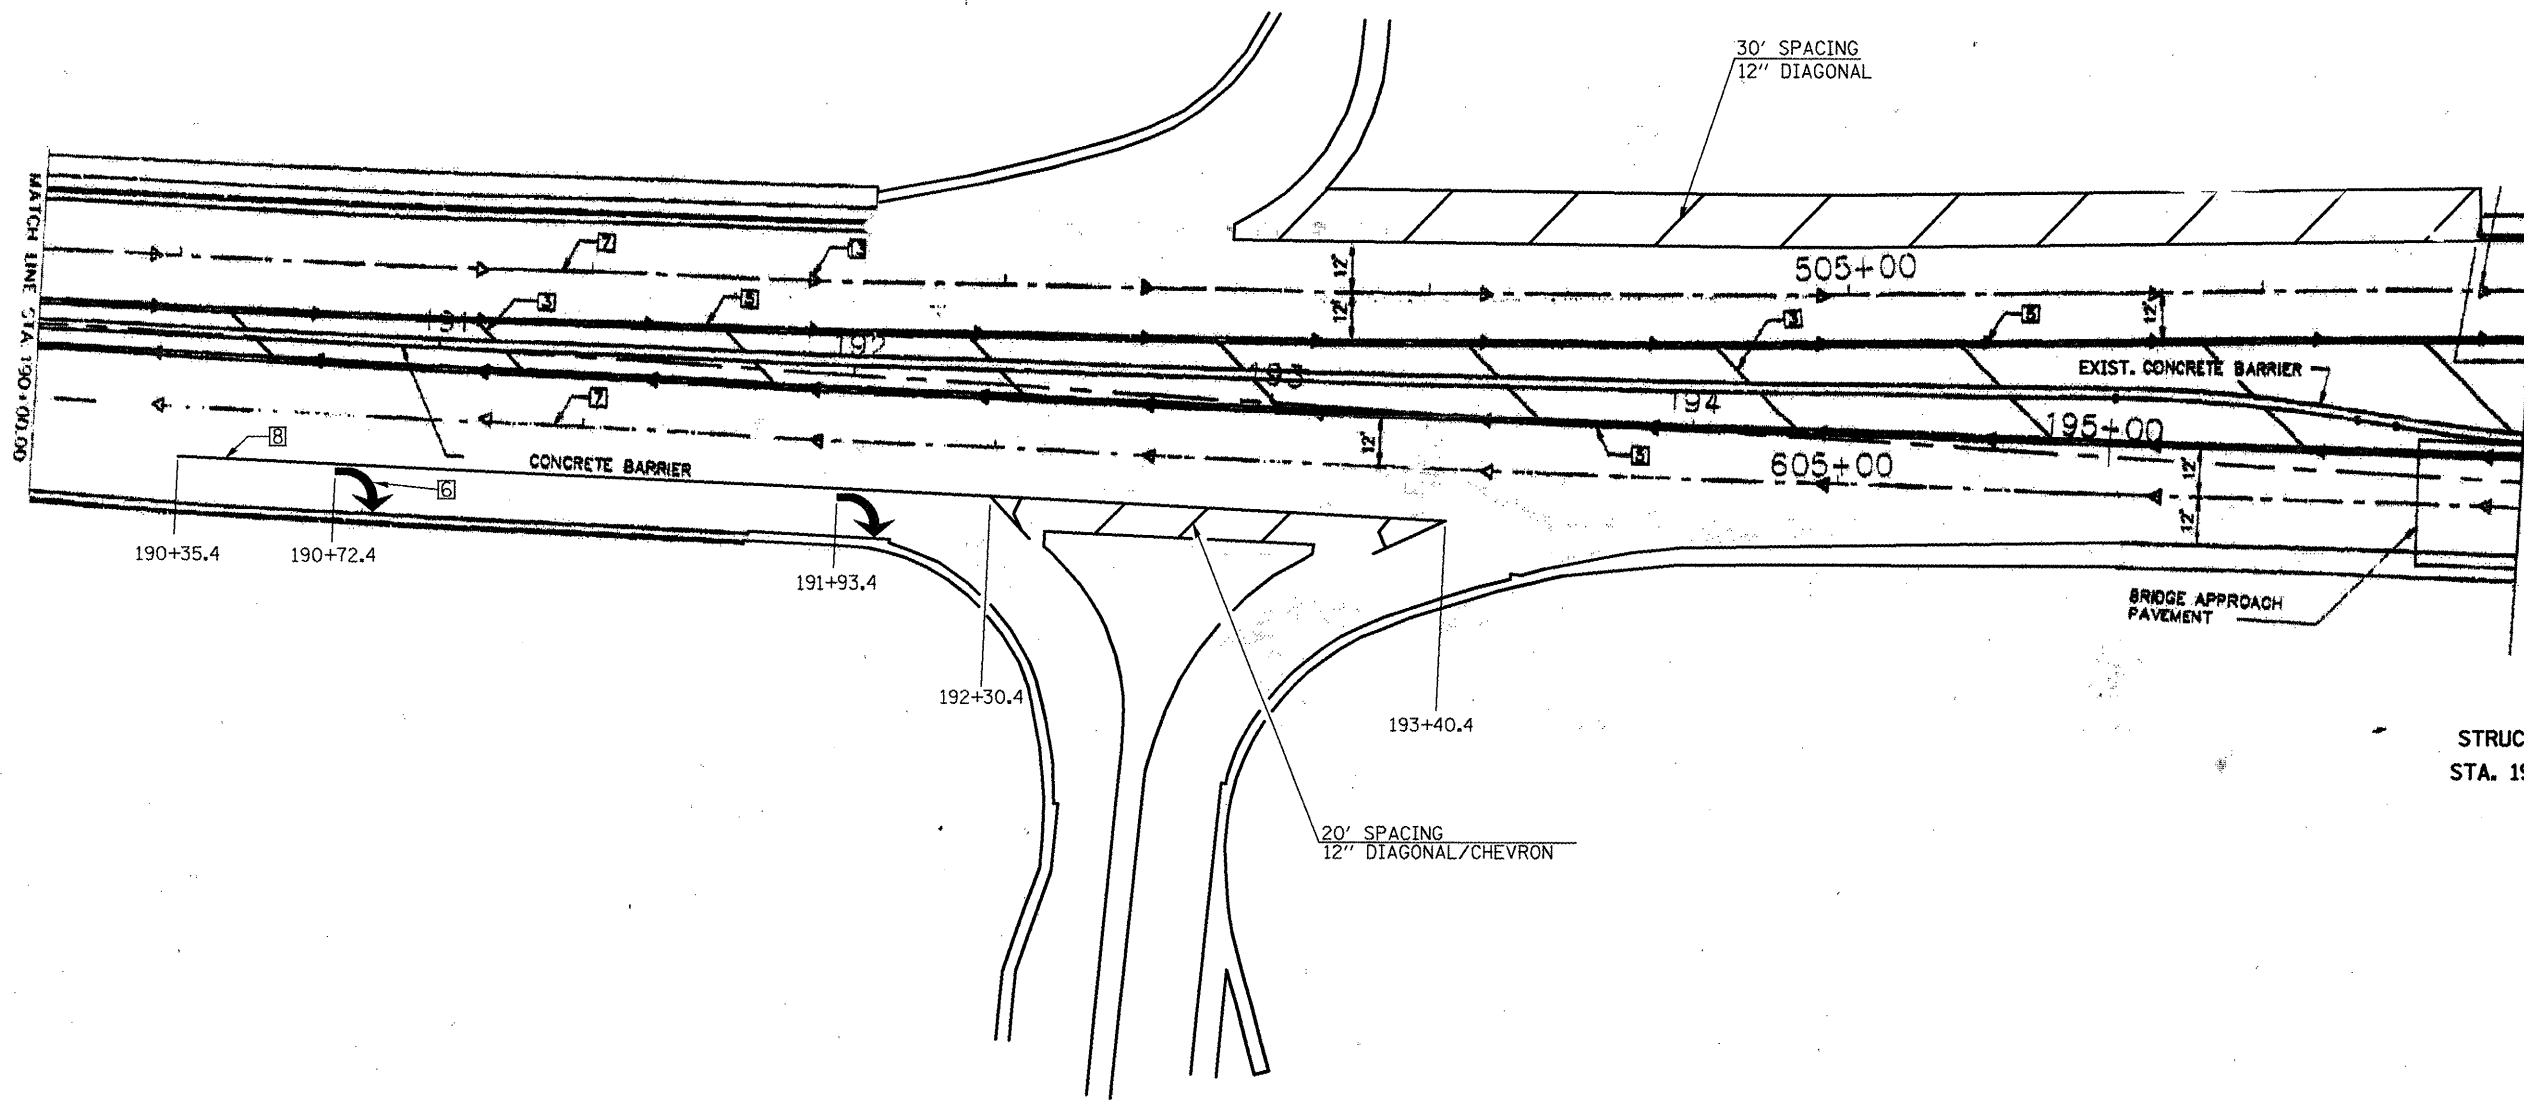 30' SPACING
12" DIAGONAL
MATCH LINE STA. 190+00.00
7
3
5
505+00
12'
12'
12'
3
5
192
193
194
EXIST. CONCRETE BARRIER
195+00
7
8
CONCRETE BARRIER
6
12'
5
605+00
12'
12'
190+35.4
190+72.4
191+93.4
192+30.4
193+40.4
BRIDGE APPROACH
PAVEMENT
STRUC
STA. 19
20' SPACING
12" DIAGONAL/CHEVRON